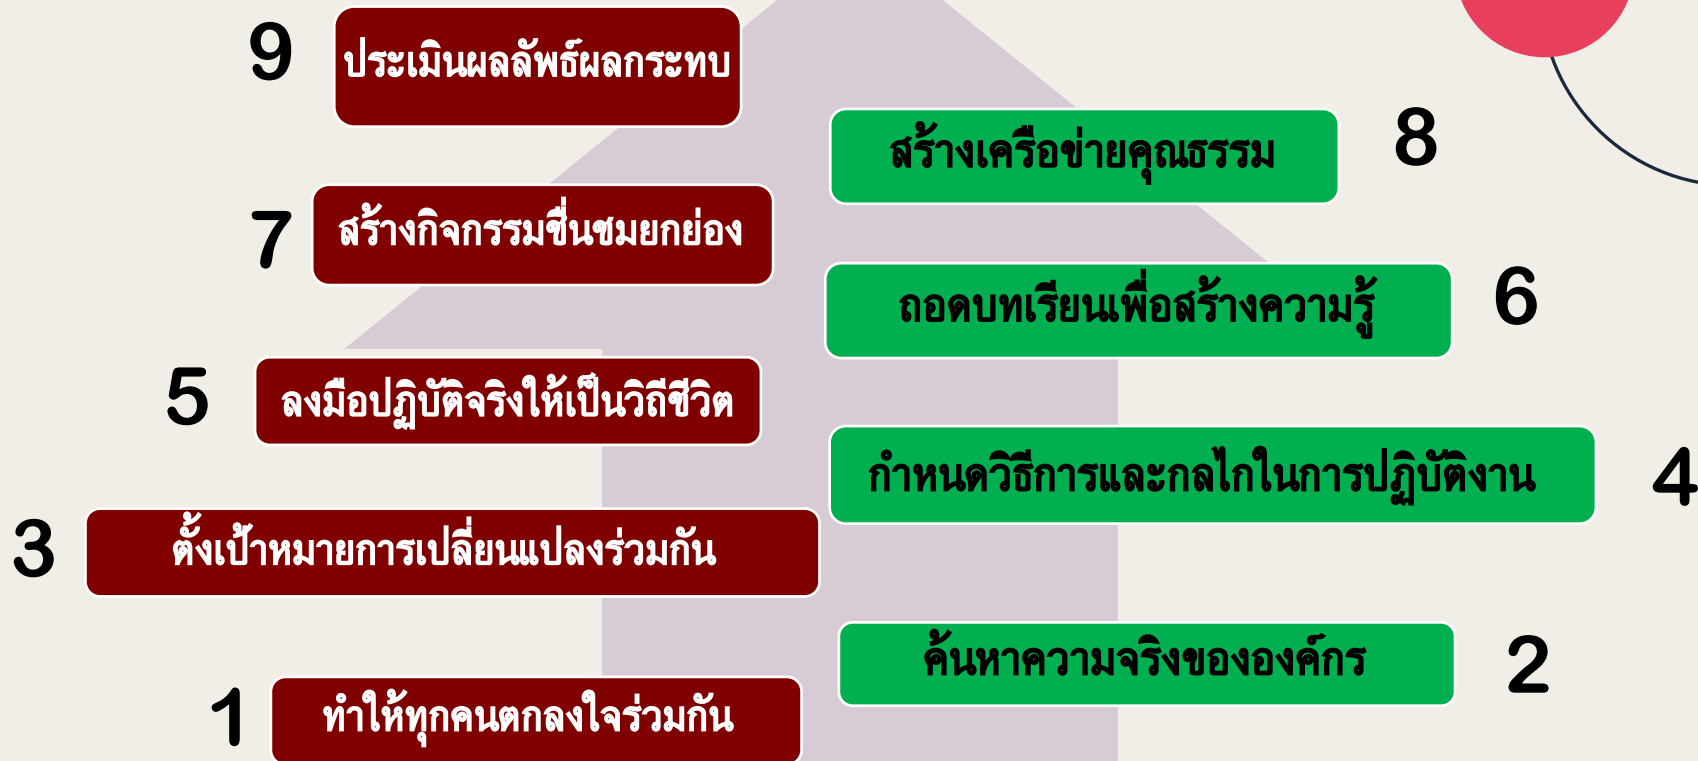 9
ประเมินผลลัพธ์ผลกระทบ
สร้างเครือข่ายคุณธรรม
8
7
สร้างกิจกรรมชื่นชมยกย่อง
ถอดบทเรียนเพื่อสร้างความรู้
6
5
ลงมือปฏิบัติจริงให้เป็นวิถีชีวิต
กำหนดวิธีการและกลไกในการปฏิบัติงาน
4
3
ตั้งเป้าหมายการเปลี่ยนแปลงร่วมกัน
ค้นหาความจริงขององค์กร
2
1
ทำให้ทุกคนตกลงใจร่วมกัน